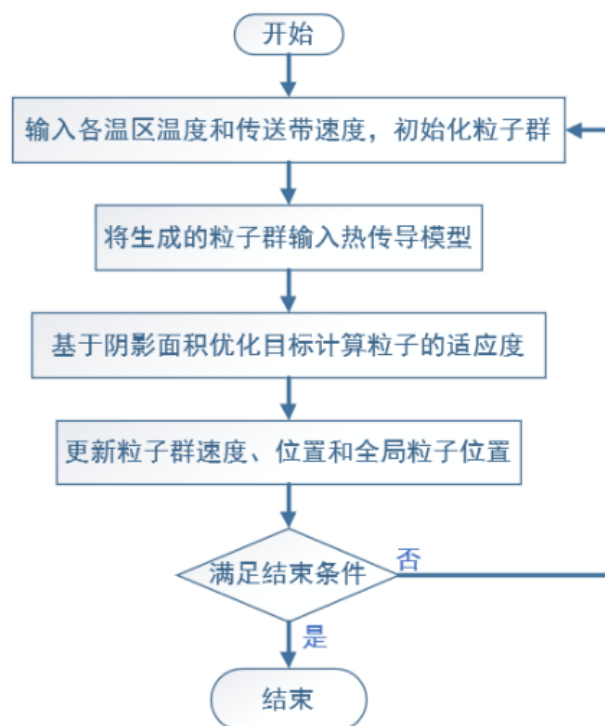 开始
输入各温区温度和传送带速度，初始化粒子群
将生成的粒子群输入热传导模型
基于阴影面积优化目标计算粒子的适应度
更新粒子群速度、位置和全局粒子位置
满足结束条件
否
是
结束